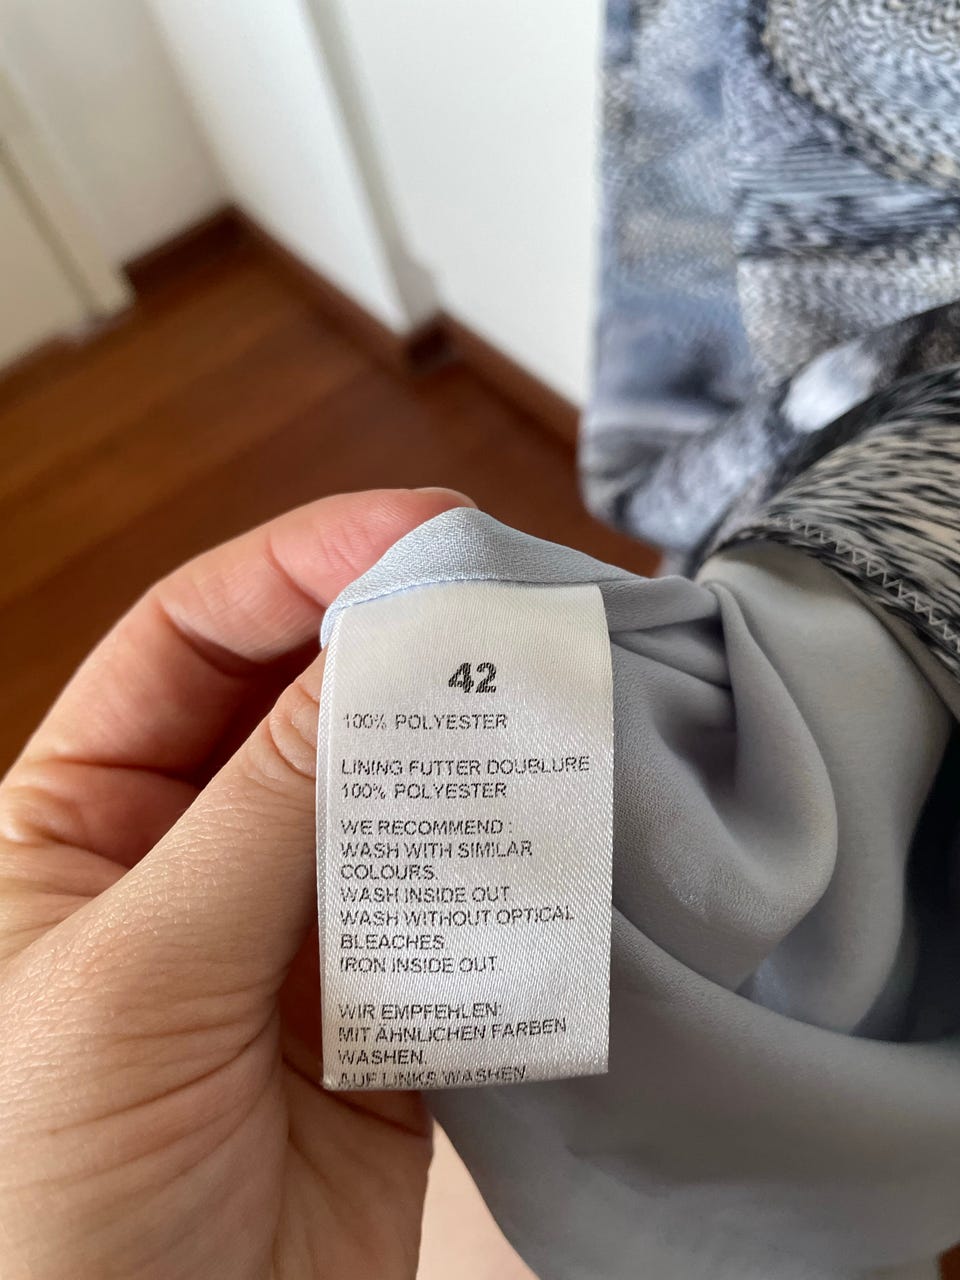 42
100% POLYESTER
LINING FUTTER DOUBLURE
100% POLYESTER
WE RECOMMEND :
WASH WITH SIMILAR
COLOURS.
WASH INSIDE OUT
WASH WITHOUT OPTICAL
BLEACHES
IRON INSIDE OUT.
WIR EMPFEHLEN:
MIT ÄHNLICHEN FARBEN
WASHEN.
AUF LINKS WASHEN